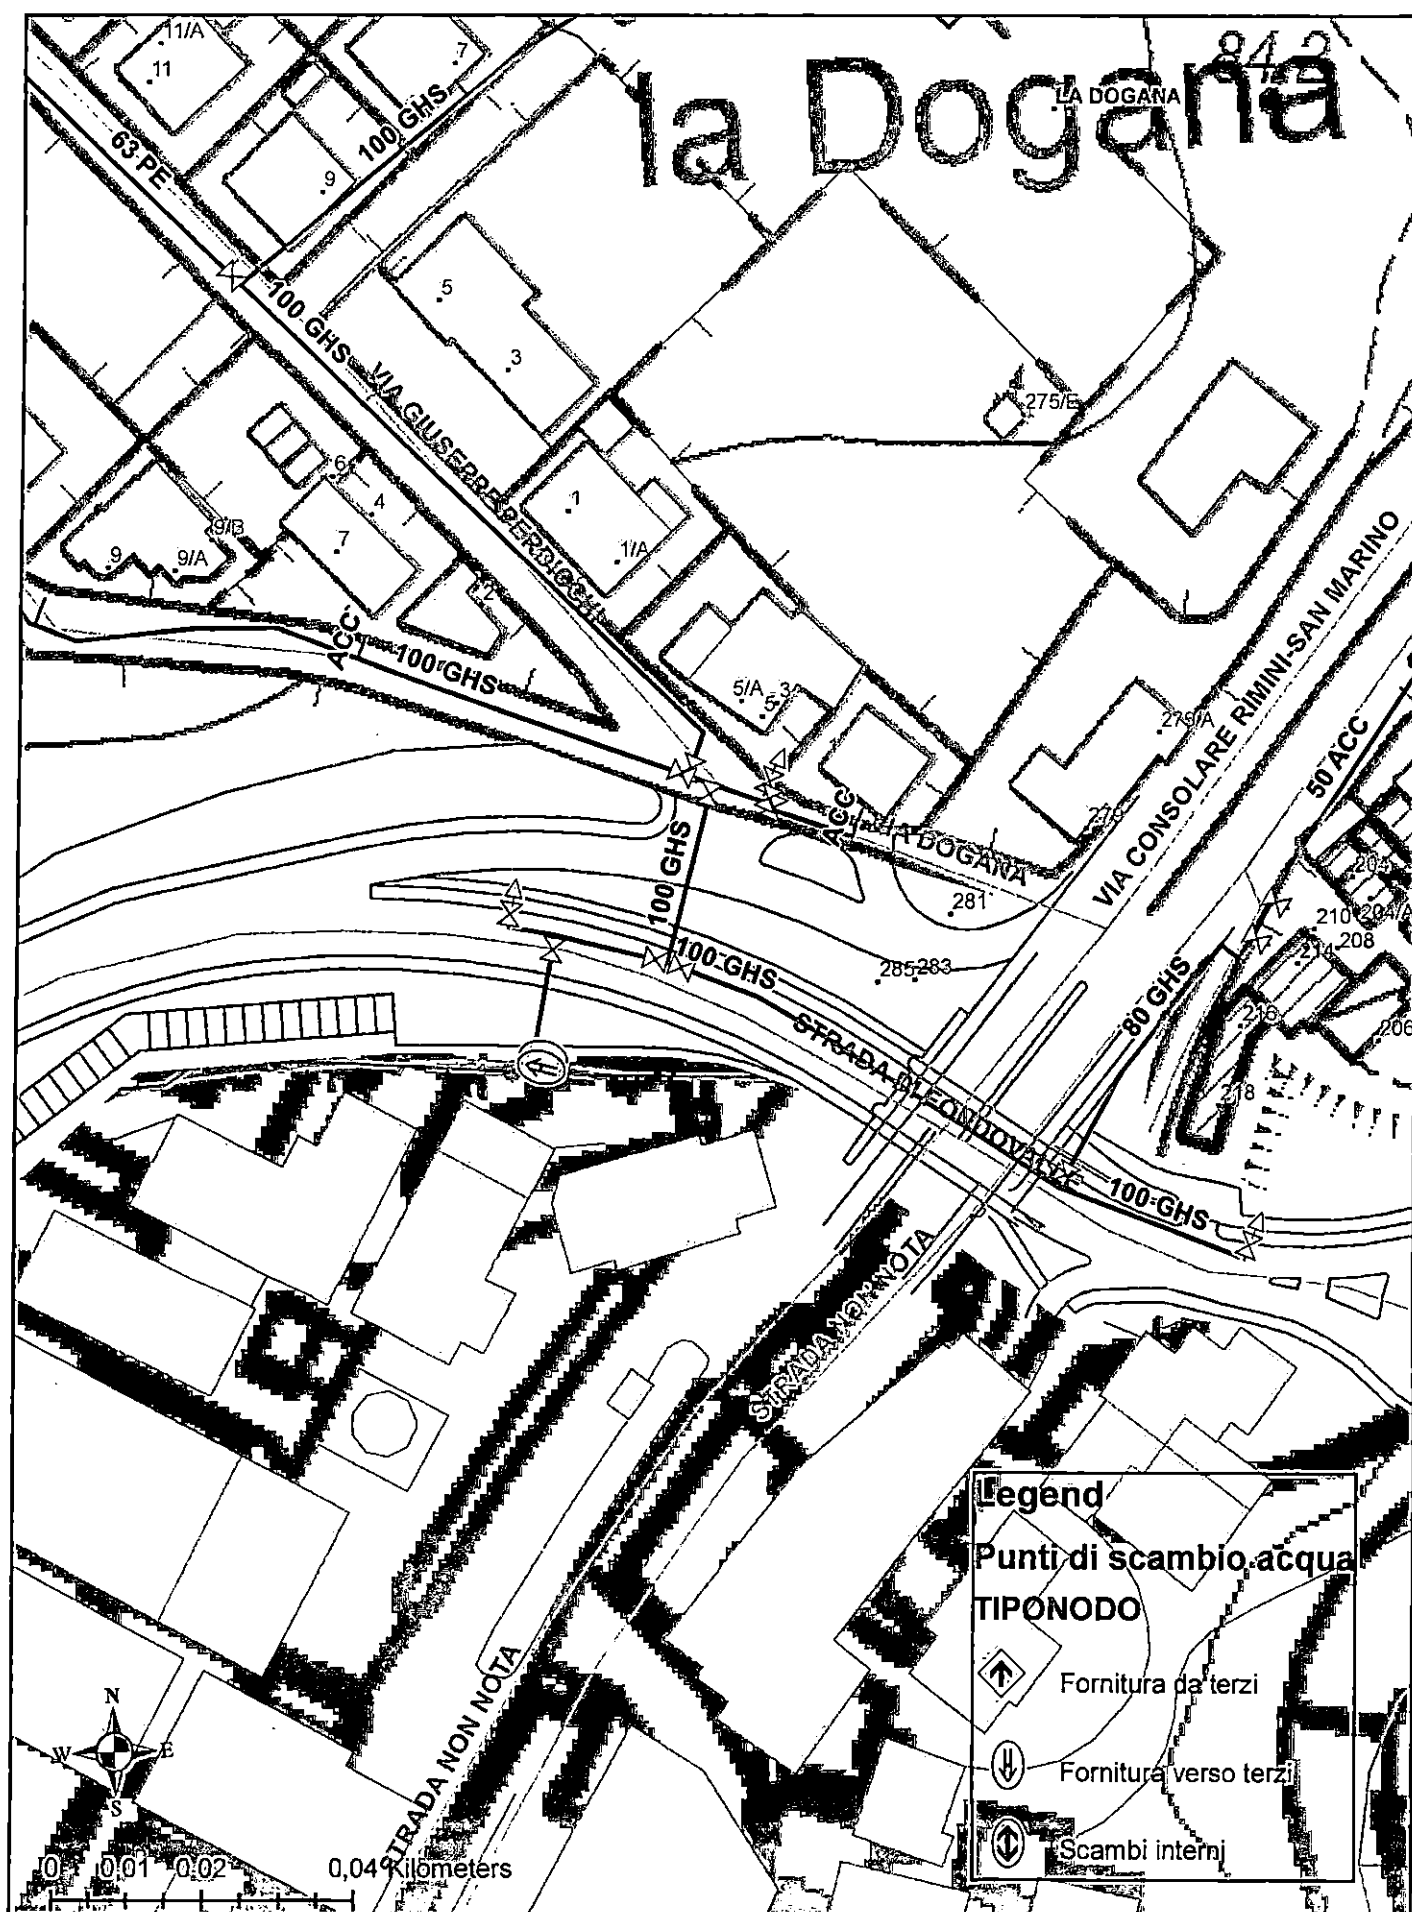 11/A
11
7
84,2
la Dogana
LA DOGANA
100 GHS
63 PE
9
5
100 GHS
3
VIA GIUSEPPE PERDICCHI
275/E
6
4
1
9/B
7
9
9/A
1/A
2
ACC
100 GHS
5/A
3
5
279/A
VIA CONSOLARE RIMINI-SAN MARINO
50 ACC
ACC
279
VIA DOGANA
100 GHS
281
204
204/A
210
208
214
285
283
100 GHS
80 GHS
216
206
STRADA DI LEONDOVALIX
218
100 GHS
STRADA NON NOTA
Legend
Punti di scambio acqua
TIPONODO
Fornitura da terzi
Fornitura verso terzi
Scambi interni
STRADA NON NOTA
N
W
E
S
0
0,01
0,02
0,04 Kilometers